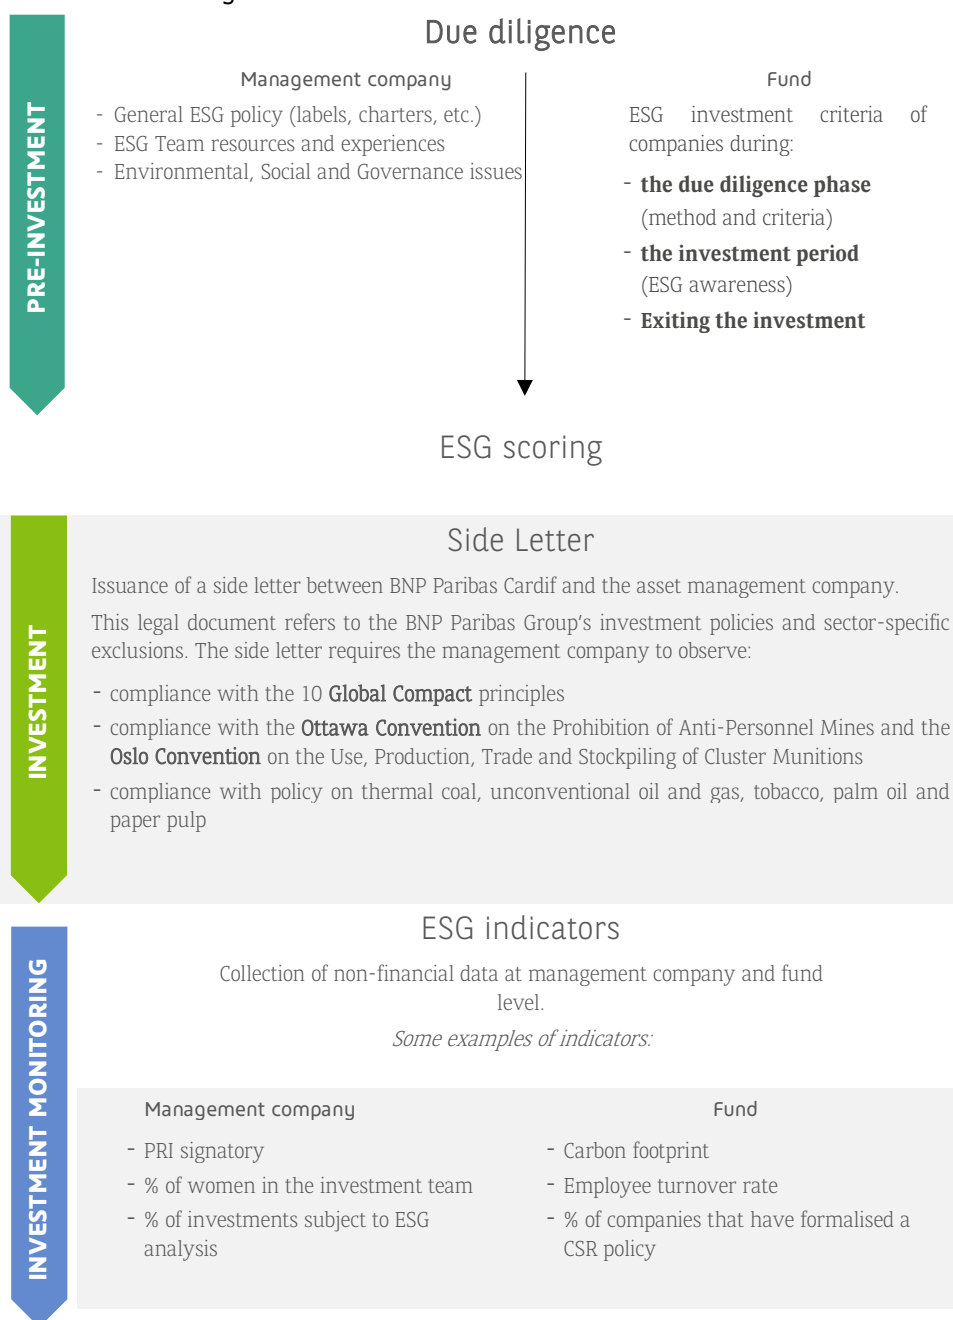 Due diligence
PRE-INVESTMENT
Management company
- General ESG policy (labels, charters, etc.)
- ESG Team resources and experiences
- Environmental, Social and Governance issues
Fund
ESG investment criteria of
companies during:
- the due diligence phase
(method and criteria)
- the investment period
(ESG awareness)
- Exiting the investment
ESG scoring
INVESTMENT
Side Letter
Issuance of a side letter between BNP Paribas Cardif and the asset management company.
This legal document refers to the BNP Paribas Group's investment policies and sector-specific
exclusions. The side letter requires the management company to observe:
- compliance with the 10 Global Compact principles
- compliance with the Ottawa Convention on the Prohibition of Anti-Personnel Mines and the
Oslo Convention on the Use, Production, Trade and Stockpiling of Cluster Munitions
- compliance with policy on thermal coal, unconventional oil and gas, tobacco, palm oil and
paper pulp
INVESTMENT MONITORING
ESG indicators
Collection of non-financial data at management company and fund
level.
Some examples of indicators:
Management company
- PRI signatory
- % of women in the investment team
- % of investments subject to ESG
analysis
Fund
- Carbon footprint
- Employee turnover rate
- % of companies that have formalised a
CSR policy